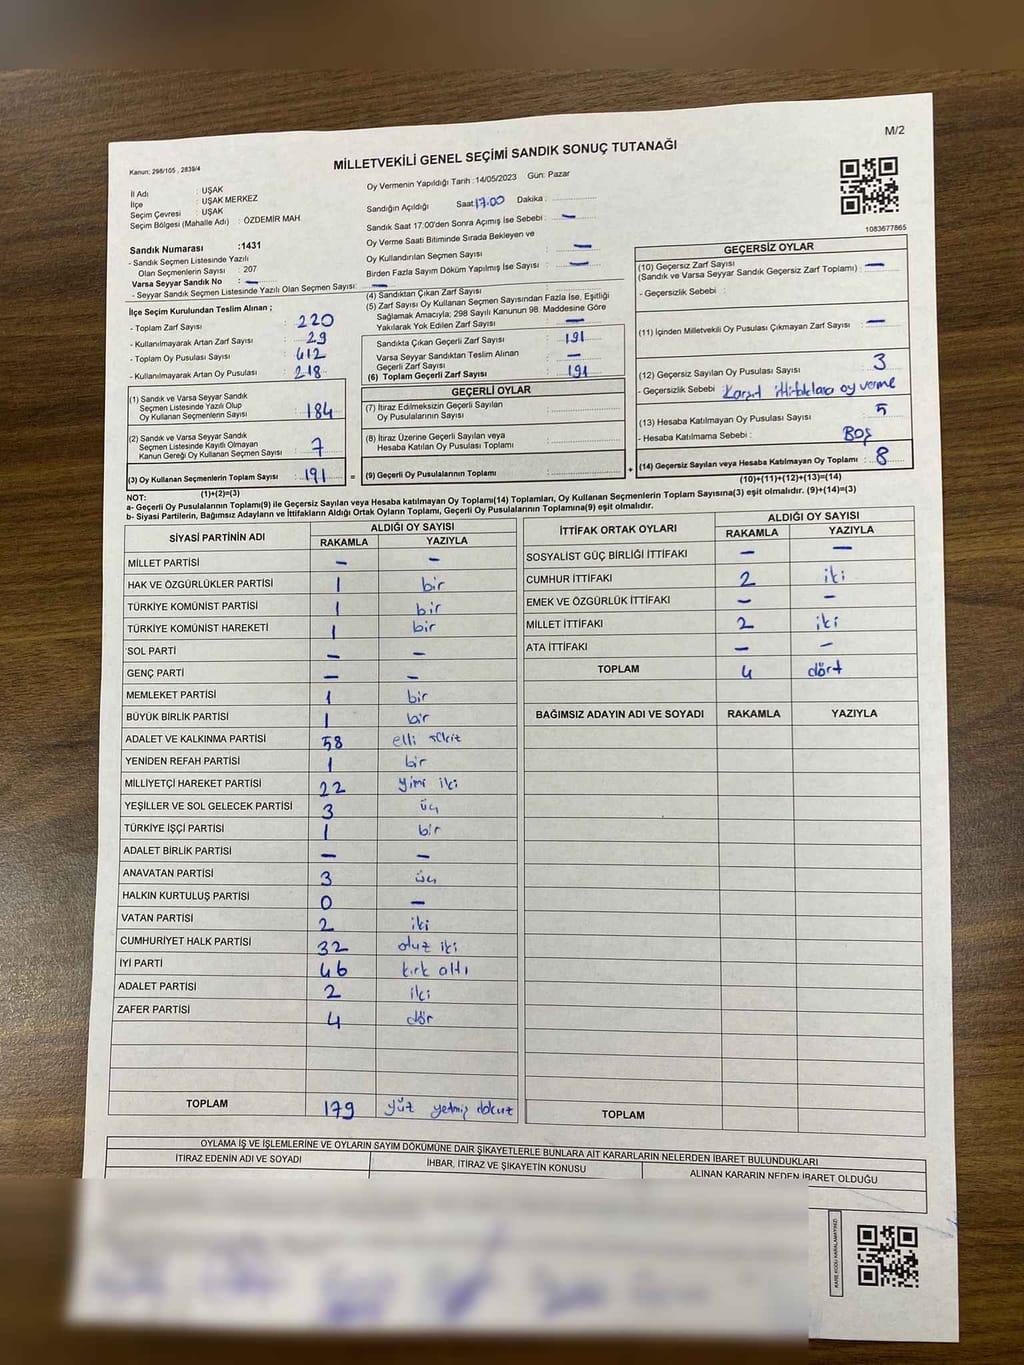 M/2
Kanun: 298/105 , 2839/4
MİLLETVEKİLİ GENEL SEÇİMİ SANDIK SONUÇ TUTANAĞI
İl Adı : UŞAK
İlçe : UŞAK MERKEZ
Seçim Çevresi : UŞAK
Seçim Bölgesi (Mahalle Adı) : ÖZDEMİR MAH
Sandık Numarası :1431
- Sandık Seçmen Listesinde Yazılı
Olan Seçmenlerin Sayısı : 207
Varsa Seyyar Sandık No : —
- Seyyar Sandık Seçmen Listesinde Yazılı Olan Seçmen Sayısı: —
Oy Vermenin Yapıldığı Tarih :14/05/2023 Gün: Pazar
Sandığın Açıldığı Saat:17.00 Dakika :
Sandık Saat 17:00'den Sonra Açımış İse Sebebi : —
Oy Verme Saati Bitiminde Sırada Bekleyen ve
Oy Kullandırılan Seçmen Sayısı : —
Birden Fazla Sayım Döküm Yapılmış İse Sayısı : —
1083677865
İlçe Seçim Kurulundan Teslim Alınan ;
- Toplam Zarf Sayısı : 220
- Kullanılmayarak Artan Zarf Sayısı : 29
- Toplam Oy Pusulası Sayısı : 412
- Kullanılmayarak Artan Oy Pusulası : 218
(1) Sandık ve Varsa Seyyar Sandık
Seçmen Listesinde Yazılı Olup
Oy Kullanan Seçmenlerin Sayısı : 184
(2) Sandık ve Varsa Seyyar Sandık
Seçmen Listesinde Kayıtlı Olmayan
Kanun Gereği Oy Kullanan Seçmen Sayısı : 7
(3) Oy Kullanan Seçmenlerin Toplam Sayısı : 191 =
(1)+(2)=(3)
(4) Sandıktan Çıkan Zarf Sayısı :
(5) Zarf Sayısı Oy Kullanan Seçmen Sayısından Fazla İse, Eşitliği
Sağlamak Amacıyla; 298 Sayılı Kanunun 98. Maddesine Göre
Yakılarak Yok Edilen Zarf Sayısı : —
Sandıkta Çıkan Geçerli Zarf Sayısı : 191
Varsa Seyyar Sandıktan Teslim Alınan
Geçerli Zarf Sayısı : —
(6) Toplam Geçerli Zarf Sayısı : 191
GEÇERLİ OYLAR
(7) İtiraz Edilmeksizin Geçerli Sayılan
Oy Pusulalarının Sayısı :
(8) İtiraz Üzerine Geçerli Sayılan veya
Hesaba Katılan Oy Pusulası Toplamı :
(9) Geçerli Oy Pusulalarının Toplamı : +
GEÇERSİZ OYLAR
(10) Geçersiz Zarf Sayısı
(Sandık ve Varsa Seyyar Sandık Geçersiz Zarf Toplamı) : —
- Geçersizlik Sebebi :
(11) İçinden Milletvekili Oy Pusulası Çıkmayan Zarf Sayısı : —
(12) Geçersiz Sayılan Oy Pusulası Sayısı : 3
- Geçersizlik Sebebi : Karşıt ittifaklara oy verme
(13) Hesaba Katılmayan Oy Pusulası Sayısı : 5
- Hesaba Katılmama Sebebi : Boş
(14) Geçersiz Sayılan veya Hesaba Katılmayan Oy Toplamı : 8
(10)+(11)+(12)+(13)=(14)
NOT:
a- Geçerli Oy Pusulasının Toplamı(9) ile Geçersiz Sayılan veya Hesaba Katılmayan Oy Toplamı(14) Toplamları, Oy Kullanan Seçmenlerin Toplam Sayısına(3) eşit olmalıdır. (9)+(14)=(3)
b- Siyasi Partilerin, Bağımsız Adayların ve İttifakların Aldığı Ortak Oyların Toplamı, Geçerli Oy Pusulalarının Toplamına(9) eşit olmalıdır.
SİYASİ PARTİNİN ADI ALDIĞI OY SAYISI
RAKAMLA YAZIYLA
MİLLET PARTİSİ — —
HAK VE ÖZGÜRLÜKLER PARTİSİ 1 bir
TÜRKİYE KOMÜNİST PARTİSİ 1 bir
TÜRKİYE KOMÜNİST HAREKETİ 1 bir
SOL PARTİ — —
GENÇ PARTİ — —
MEMLEKET PARTİSİ 1 bir
BÜYÜK BİRLİK PARTİSİ 1 bir
ADALET VE KALKINMA PARTİSİ 58 elli sekiz
YENİDEN REFAH PARTİSİ 1 bir
MİLLİYETÇİ HAREKET PARTİSİ 22 yimi iki
YEŞİLLER VE SOL GELECEK PARTİSİ 3 üç
TÜRKİYE İŞÇİ PARTİSİ 1 bir
ADALET BİRLİK PARTİSİ — —
ANAVATAN PARTİSİ 3 üç
HALKIN KURTULUŞ PARTİSİ 0 —
VATAN PARTİSİ 2 iki
CUMHURİYET HALK PARTİSİ 32 otuz iki
İYİ PARTİ 46 kırk altı
ADALET PARTİSİ 2 iki
ZAFER PARTİSİ 4 dör
TOPLAM 179 yüz yetmiş dokuz
İTTİFAK ORTAK OYLARI ALDIĞI OY SAYISI
RAKAMLA YAZIYLA
SOSYALİST GÜÇ BİRLİĞİ İTTİFAKI — —
CUMHUR İTTİFAKI 2 iki
EMEK VE ÖZGÜRLÜK İTTİFAKI — —
MİLLET İTTİFAKI 2 iki
ATA İTTİFAKI — —
TOPLAM 4 dört
BAĞIMSIZ ADAYIN ADI VE SOYADI RAKAMLA YAZIYLA
TOPLAM
OYLAMA İŞ VE İŞLEMLERİNE VE OYLARIN SAYIM DÖKÜMÜNE DAİR ŞİKAYETLERLE BUNLARA AİT KARARLARIN NELERDEN İBARET BULUNDUKLARI
İTİRAZ EDENİN ADI VE SOYADI İHBAR, İTİRAZ VE ŞİKAYETİN KONUSU ALINAN KARARIN NEDEN İBARET OLDUĞU
KARE KODU KARALAMAYINIZ!